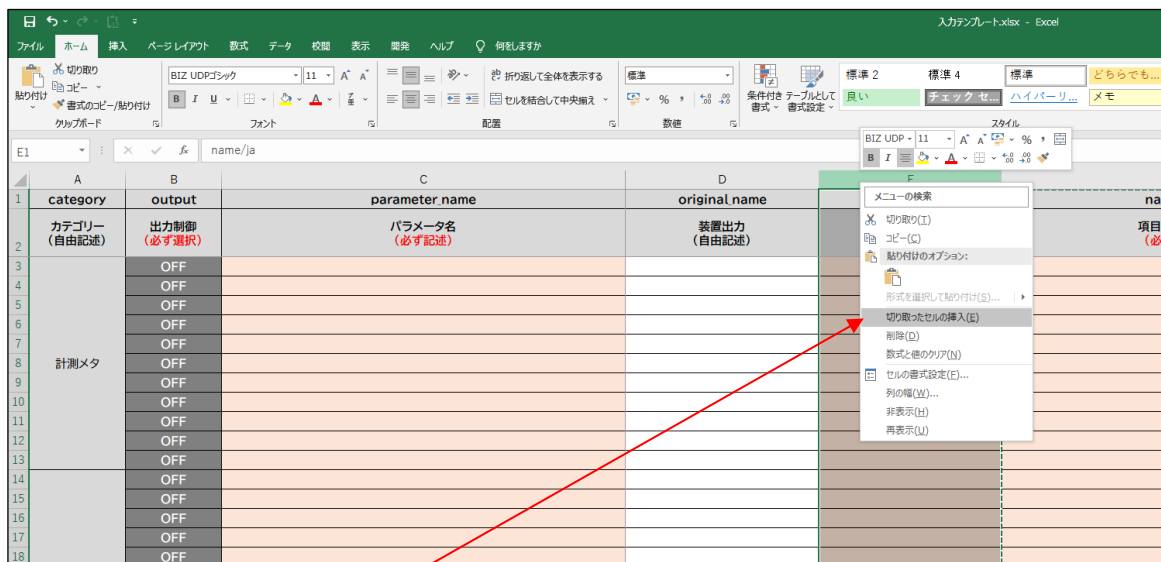 入力テンプレート.xlsx - Excel
ファイル ホーム 挿入 ページ レイアウト 数式 データ 校閲 表示 開発 ヘルプ 何をしますか
貼り付け
切り取り
コピー
書式のコピー/貼り付け
クリップボード
BIZ UDPゴシック 11 A A
B I U A
フォント
折り返して全体を表示する
セルを結合して中央揃え
配置
標準
% ,
数値
条件付き
書式
テーブルとして
書式設定
標準 2 標準 4 標準 どちらでも...
良い チェック セ... ハイパーリ... メモ
スタイル
E1 fx name/ja
BIZ UDP 11 A A % ,
B I A
A B C D E
1 category output parameter_name original_name na
2 カテゴリー 出力制御 パラメータ名 装置出力 項目
（自由記述） （必ず選択） （必ず記述） （自由記述） （必
3 OFF
4 OFF
5 OFF
6 OFF
7 OFF
8 計測メタ OFF
9 OFF
10 OFF
11 OFF
12 OFF
13 OFF
14 OFF
15 OFF
16 OFF
17 OFF
18 OFF
メニューの検索
切り取り(T)
コピー(C)
貼り付けのオプション:
形式を選択して貼り付け(S)...
切り取ったセルの挿入(E)
削除(D)
数式と値のクリア(N)
セルの書式設定(F)...
列の幅(W)...
非表示(H)
再表示(U)